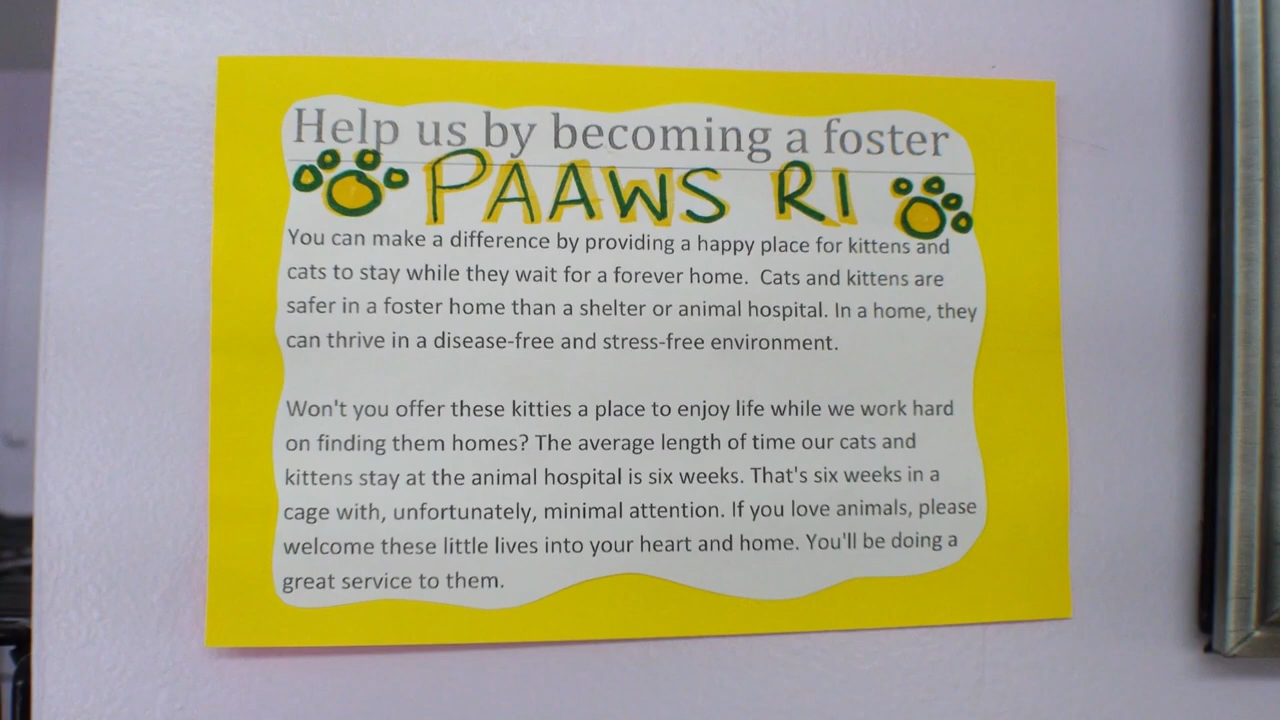 Help us by becoming a foster
PAAWS RI
You can make a difference by providing a happy place for kittens and
cats to stay while they wait for a forever home.  Cats and kittens are
safer in a foster home than a shelter or animal hospital. In a home, they
can thrive in a disease-free and stress-free environment.
Won't you offer these kitties a place to enjoy life while we work hard
on finding them homes? The average length of time our cats and
kittens stay at the animal hospital is six weeks. That's six weeks in a
cage with, unfortunately, minimal attention. If you love animals, please
welcome these little lives into your heart and home. You'll be doing a
great service to them.